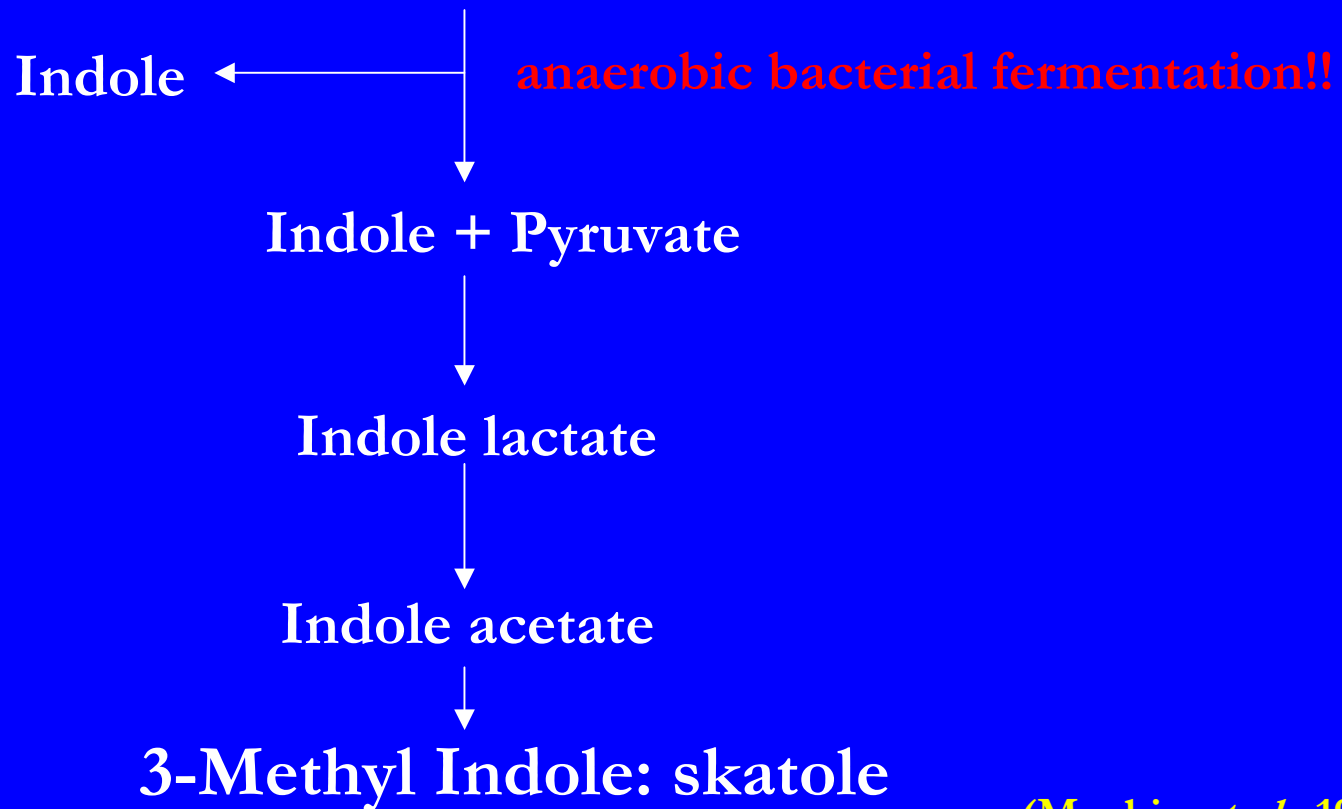 Indole
anaerobic bacterial fermentation!!
Indole + Pyruvate
Indole lactate
Indole acetate
3-Methyl Indole: skatole